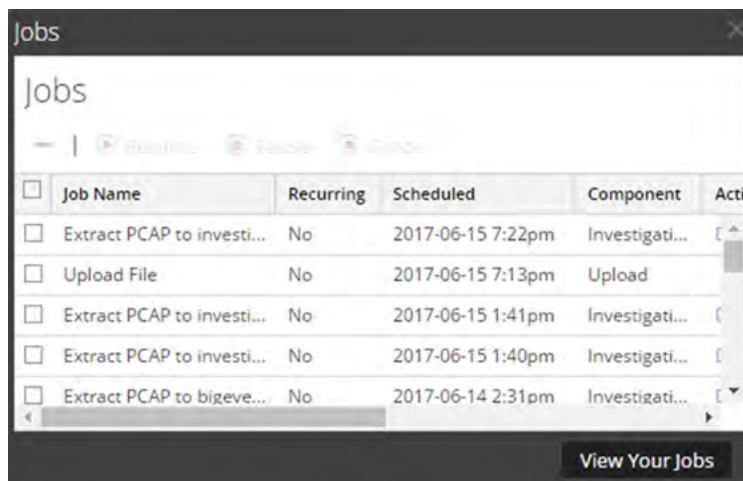 Jobs
Jobs
Resume Pause Cancel
Job Name Recurring Scheduled Component Acti
Extract PCAP to investi... No 2017-06-15 7:22pm Investigati... D
Upload File No 2017-06-15 7:13pm Upload
Extract PCAP to investi... No 2017-06-15 1:41pm Investigati... D
Extract PCAP to investi... No 2017-06-15 1:40pm Investigati... D
Extract PCAP to bigeve... No 2017-06-14 2:31pm Investigati... D
View Your Jobs